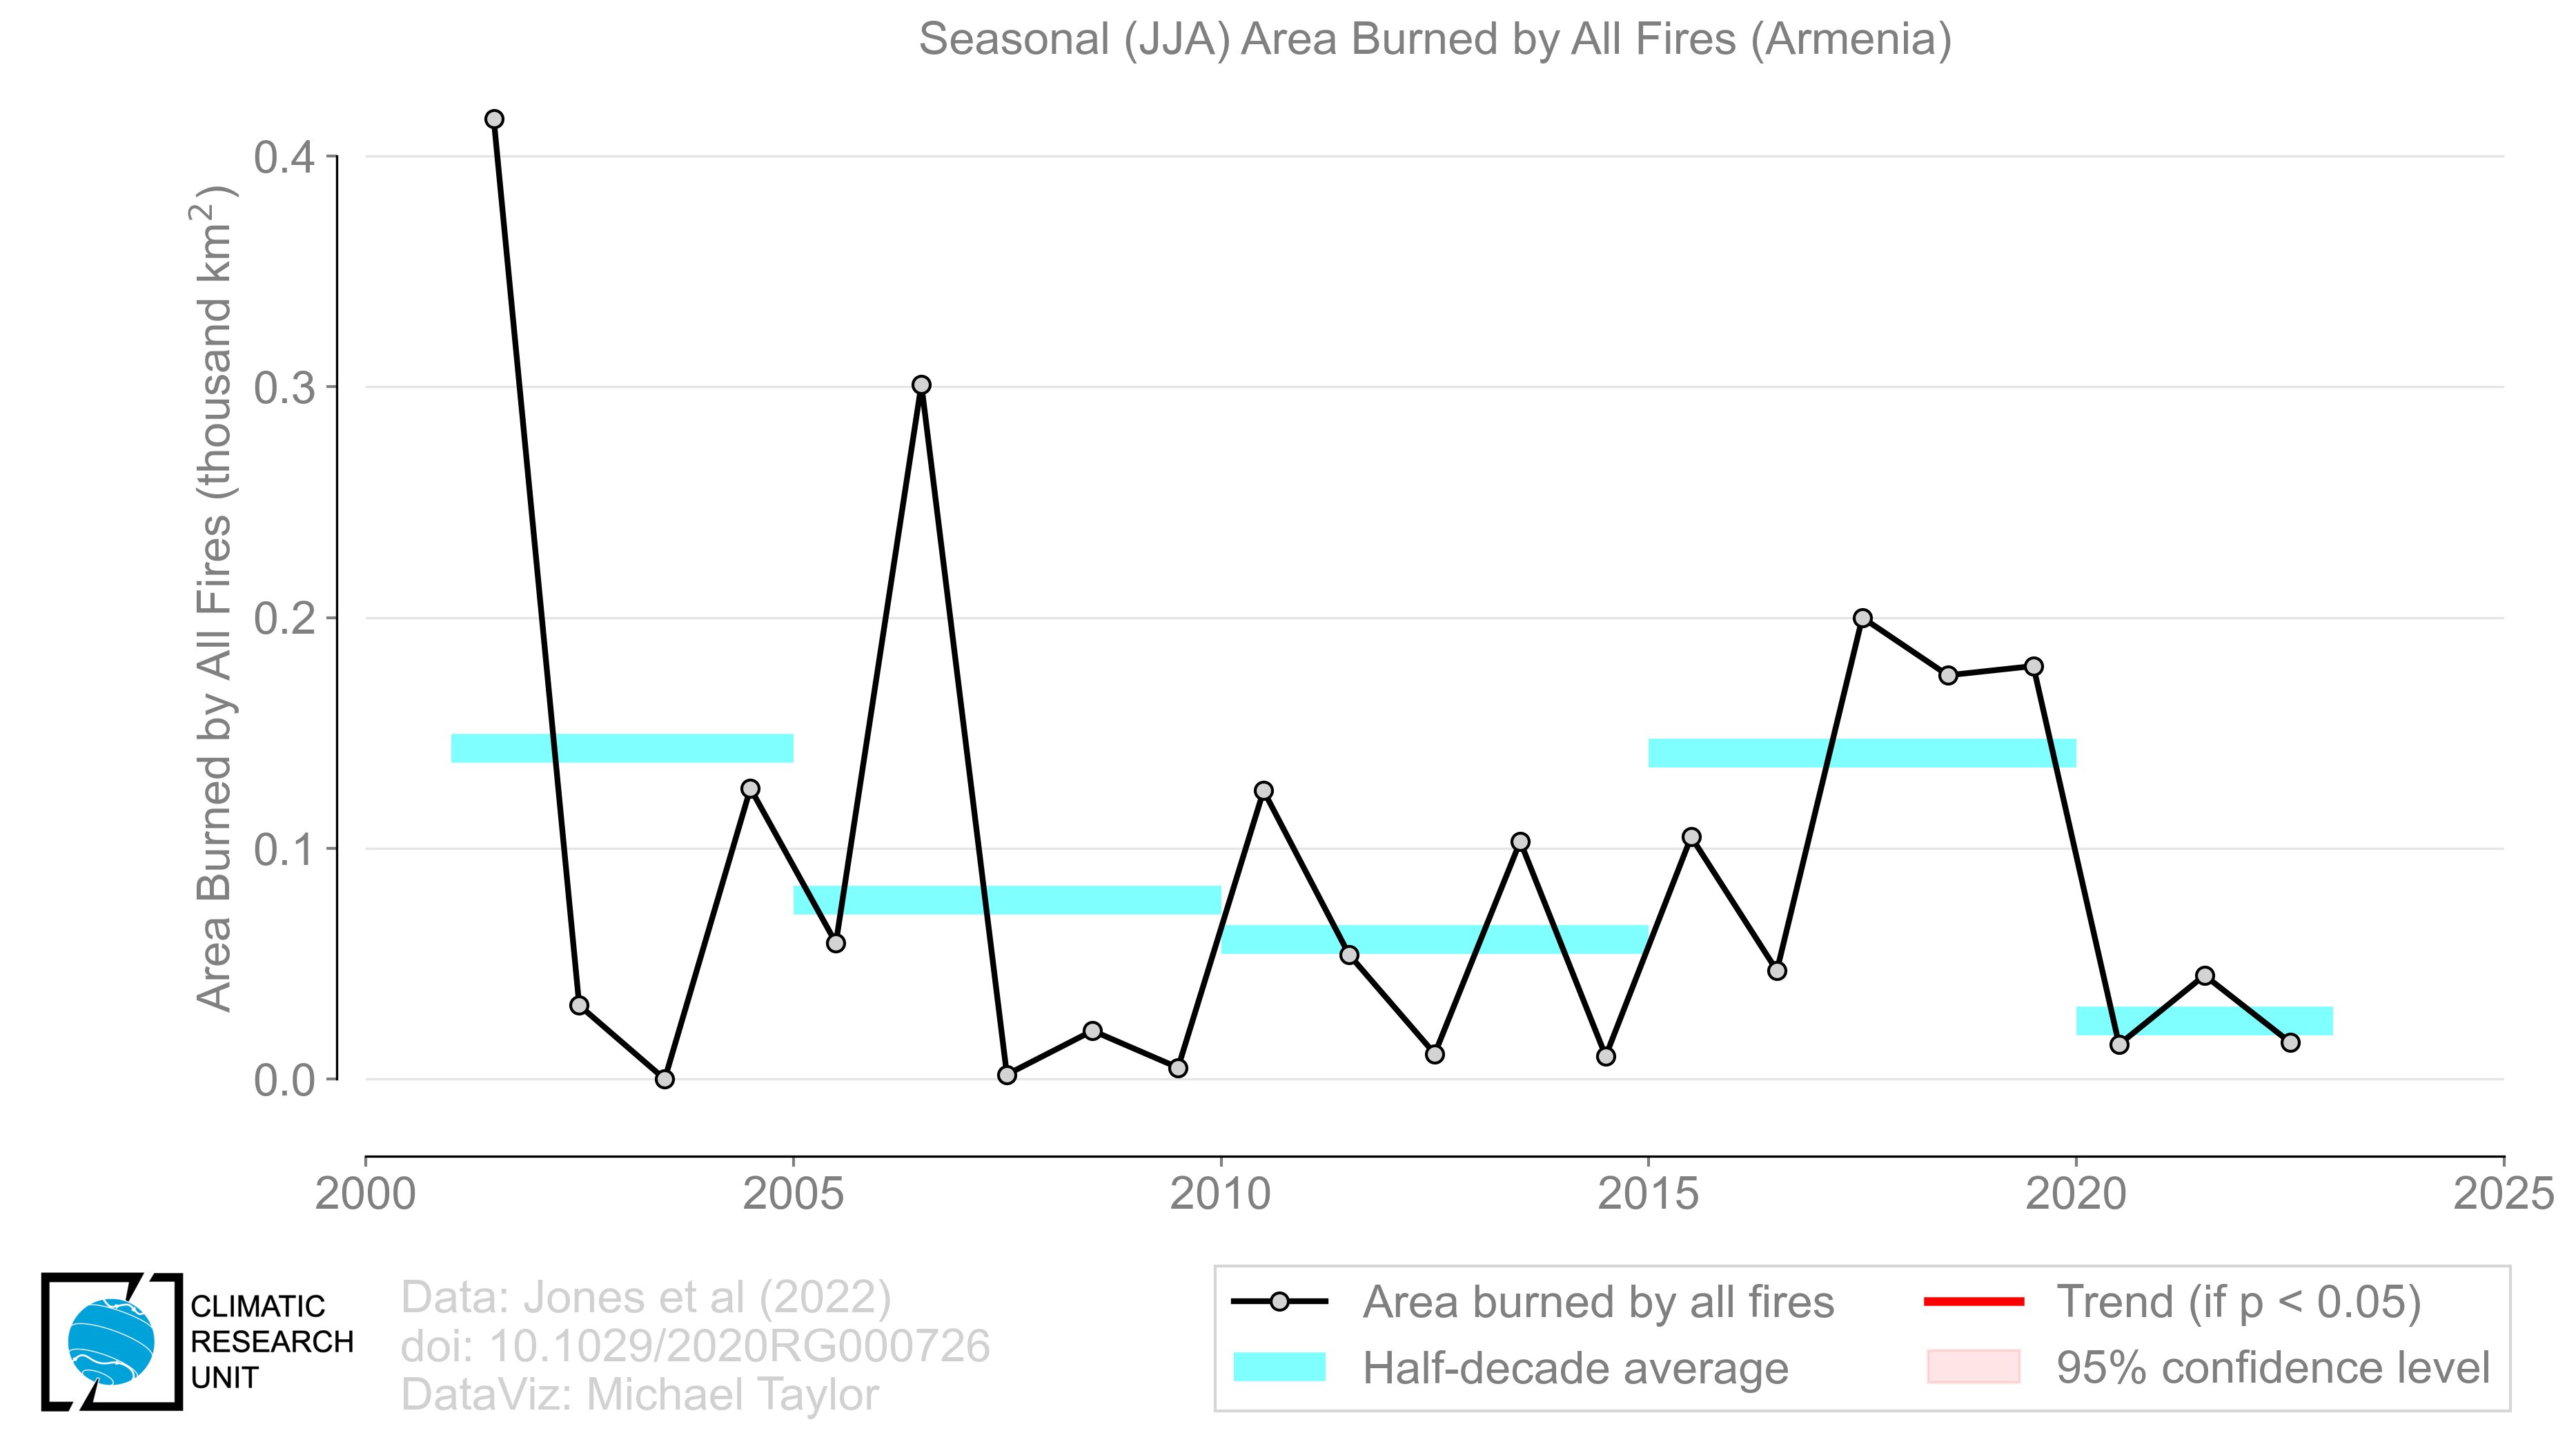 Seasonal (JJA) Area Burned by All Fires (Armenia)
Area Burned by All Fires (thousand km²)
0.4
0.3
0.2
0.1
0.0
2000 2005 2010 2015 2020 2025
CLIMATIC
RESEARCH
UNIT
Data: Jones et al (2022)
doi: 10.1029/2020RG000726
DataViz: Michael Taylor
Area burned by all fires
Half-decade average
Trend (if p < 0.05)
95% confidence level